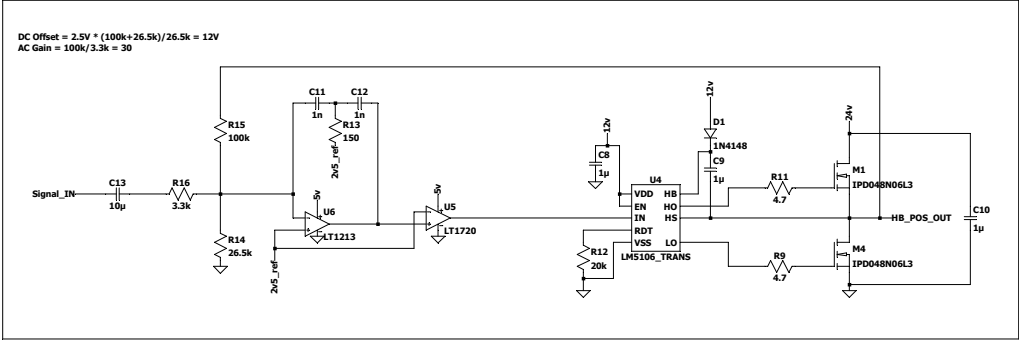 DC Offset = 2.5V * (100k+26.5k)/26.5k = 12V
AC Gain = 100k/3.3k = 30
C11
1n
C12
1n
R13
150
2v5_ref
R15
100k
12v
C8
1µ
12v
D1
1N4148
C9
1µ
24v
M1
IPD048N06L3
R11
4.7
Signal_IN
C13
10µ
R16
3.3k
5v
U6
LT1213
5v
U5
LT1720
U4
VDD
EN
IN
RDT
VSS
HB
HO
HS
LO
LM5106_TRANS
HB_POS_OUT
C10
1µ
R14
26.5k
2v5_ref
R12
20k
R9
4.7
M4
IPD048N06L3